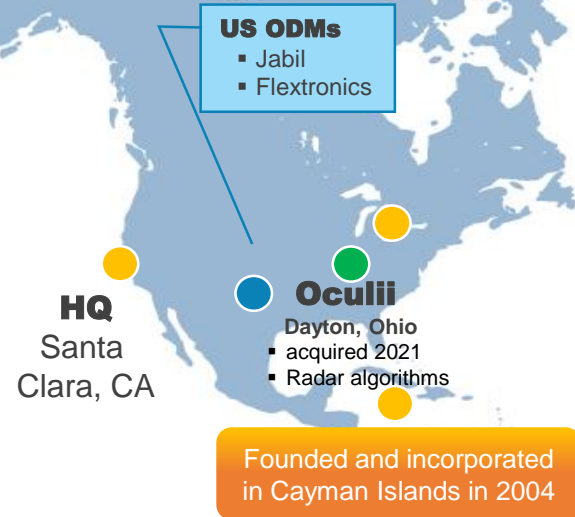 US ODMs
▪ Jabil
▪ Flextronics
HQ
Santa
Clara, CA
Oculii
Dayton, Ohio
▪ acquired 2021
▪ Radar algorithms
Founded and incorporated
in Cayman Islands in 2004